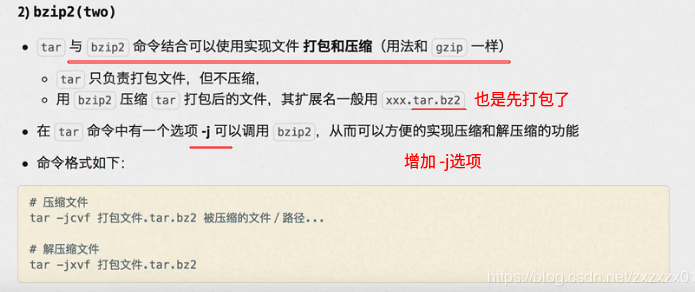 2) bzip2(two)
• tar 与 bzip2 命令结合可以使用实现文件 打包和压缩（用法和 gzip 一样）
○ tar 只负责打包文件，但不压缩，
○ 用 bzip2 压缩 tar 打包后的文件，其扩展名一般用 xxx.tar.bz2 也是先打包了
• 在 tar 命令中有一个选项 -j 可以调用 bzip2，从而可以方便的实现压缩和解压缩的功能
• 命令格式如下：
增加 -j选项
# 压缩文件
tar -jcvf 打包文件.tar.bz2 被压缩的文件／路径...
# 解压缩文件
tar -jxvf 打包文件.tar.bz2
https://blog.csdn.net/zxzxzx01